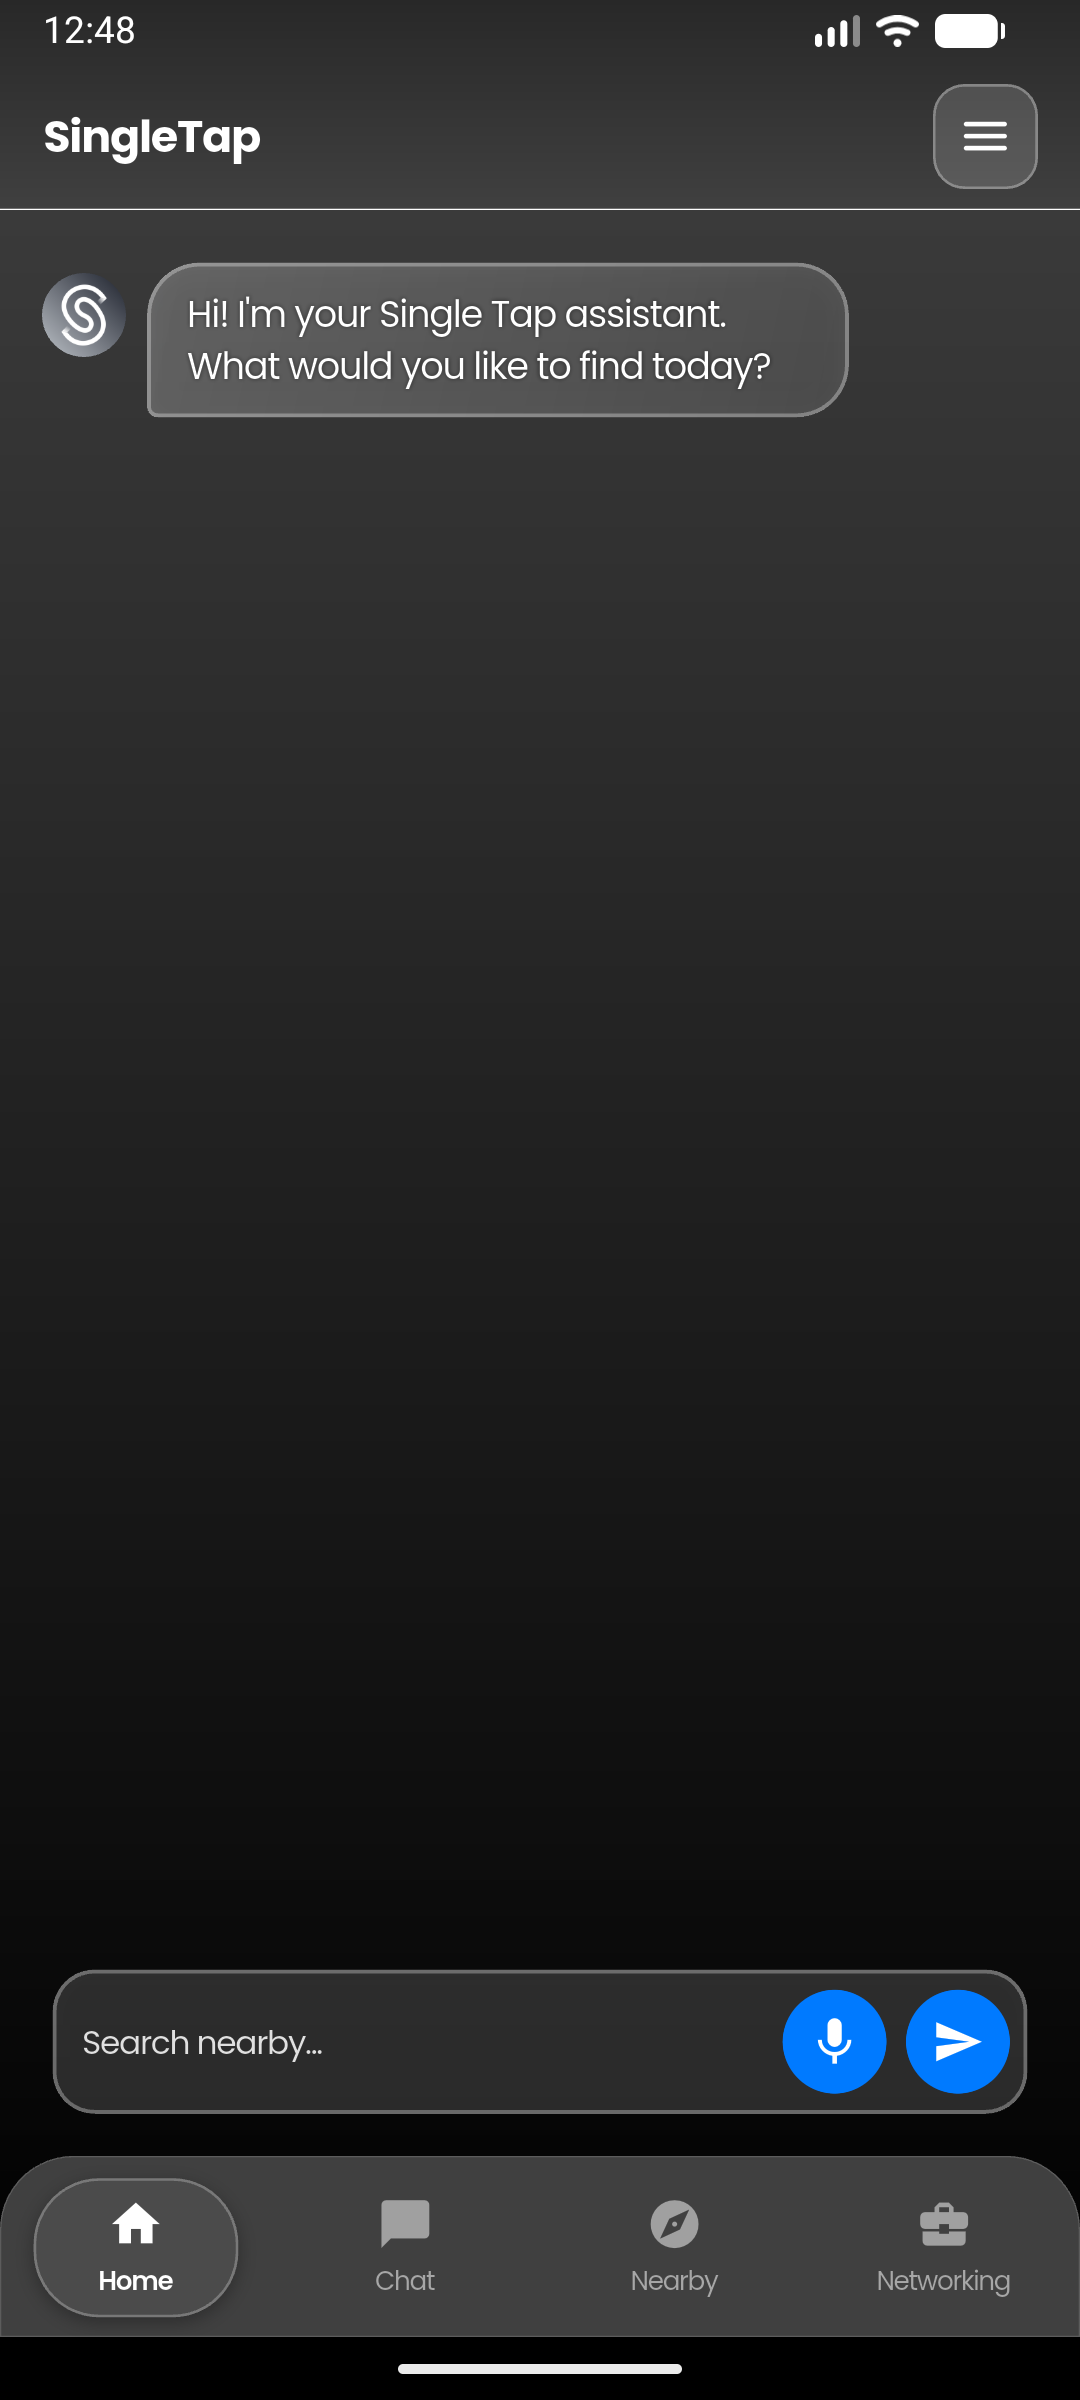 12:48
SingleTap
Hi! I'm your Single Tap assistant.
What would you like to find today?
Search nearby...
Home
Chat
Nearby
Networking